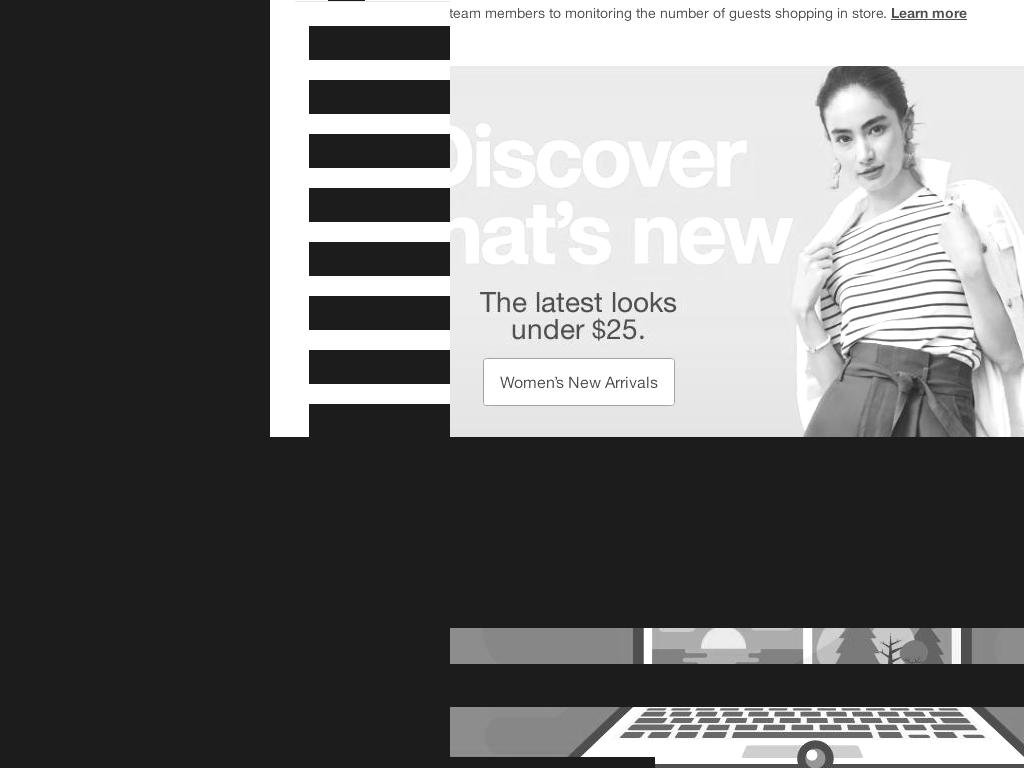 team members to monitoring the number of guests shopping in store. Learn more
Discover
hat's new
The latest looks
under $25.
Women's New Arrivals